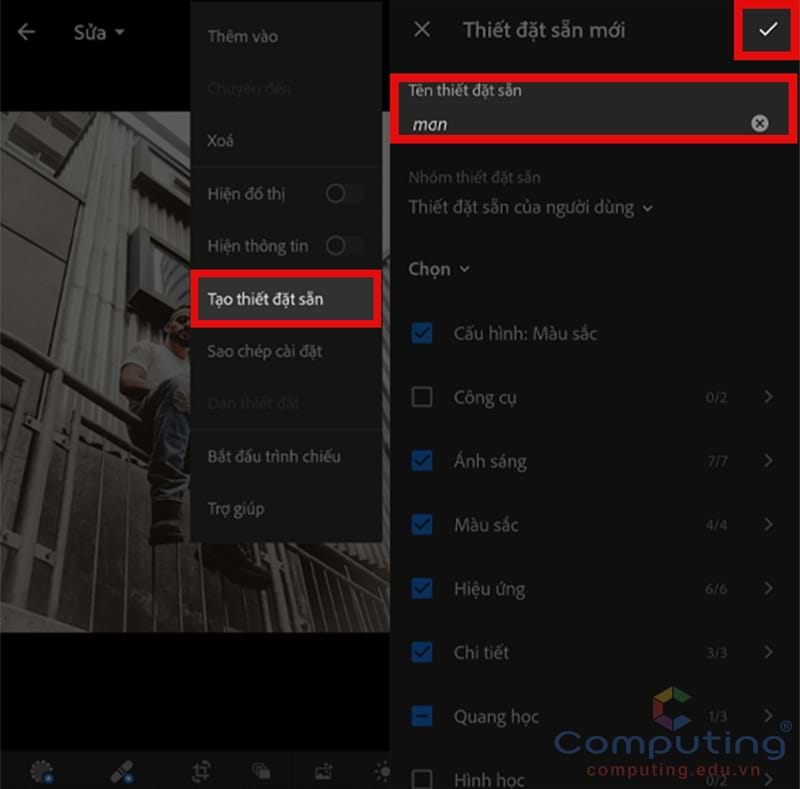 Sửa
Thêm vào
Chuyển đến
Xoá
Hiện đồ thị
Hiện thông tin
Tạo thiết đặt sẵn
Sao chép cài đặt
Dán thiết đặt
Bắt đầu trình chiếu
Trợ giúp
Thiết đặt sẵn mới
Tên thiết đặt sẵn
man
Nhóm thiết đặt sẵn
Thiết đặt sẵn của người dùng
Chọn
Cấu hình: Màu sắc
Công cụ 0/2
Ánh sáng 7/7
Màu sắc 4/4
Hiệu ứng 6/6
Chi tiết 3/3
Quang học 1/3
Hình học 0/2
Computing®
computing.edu.vn